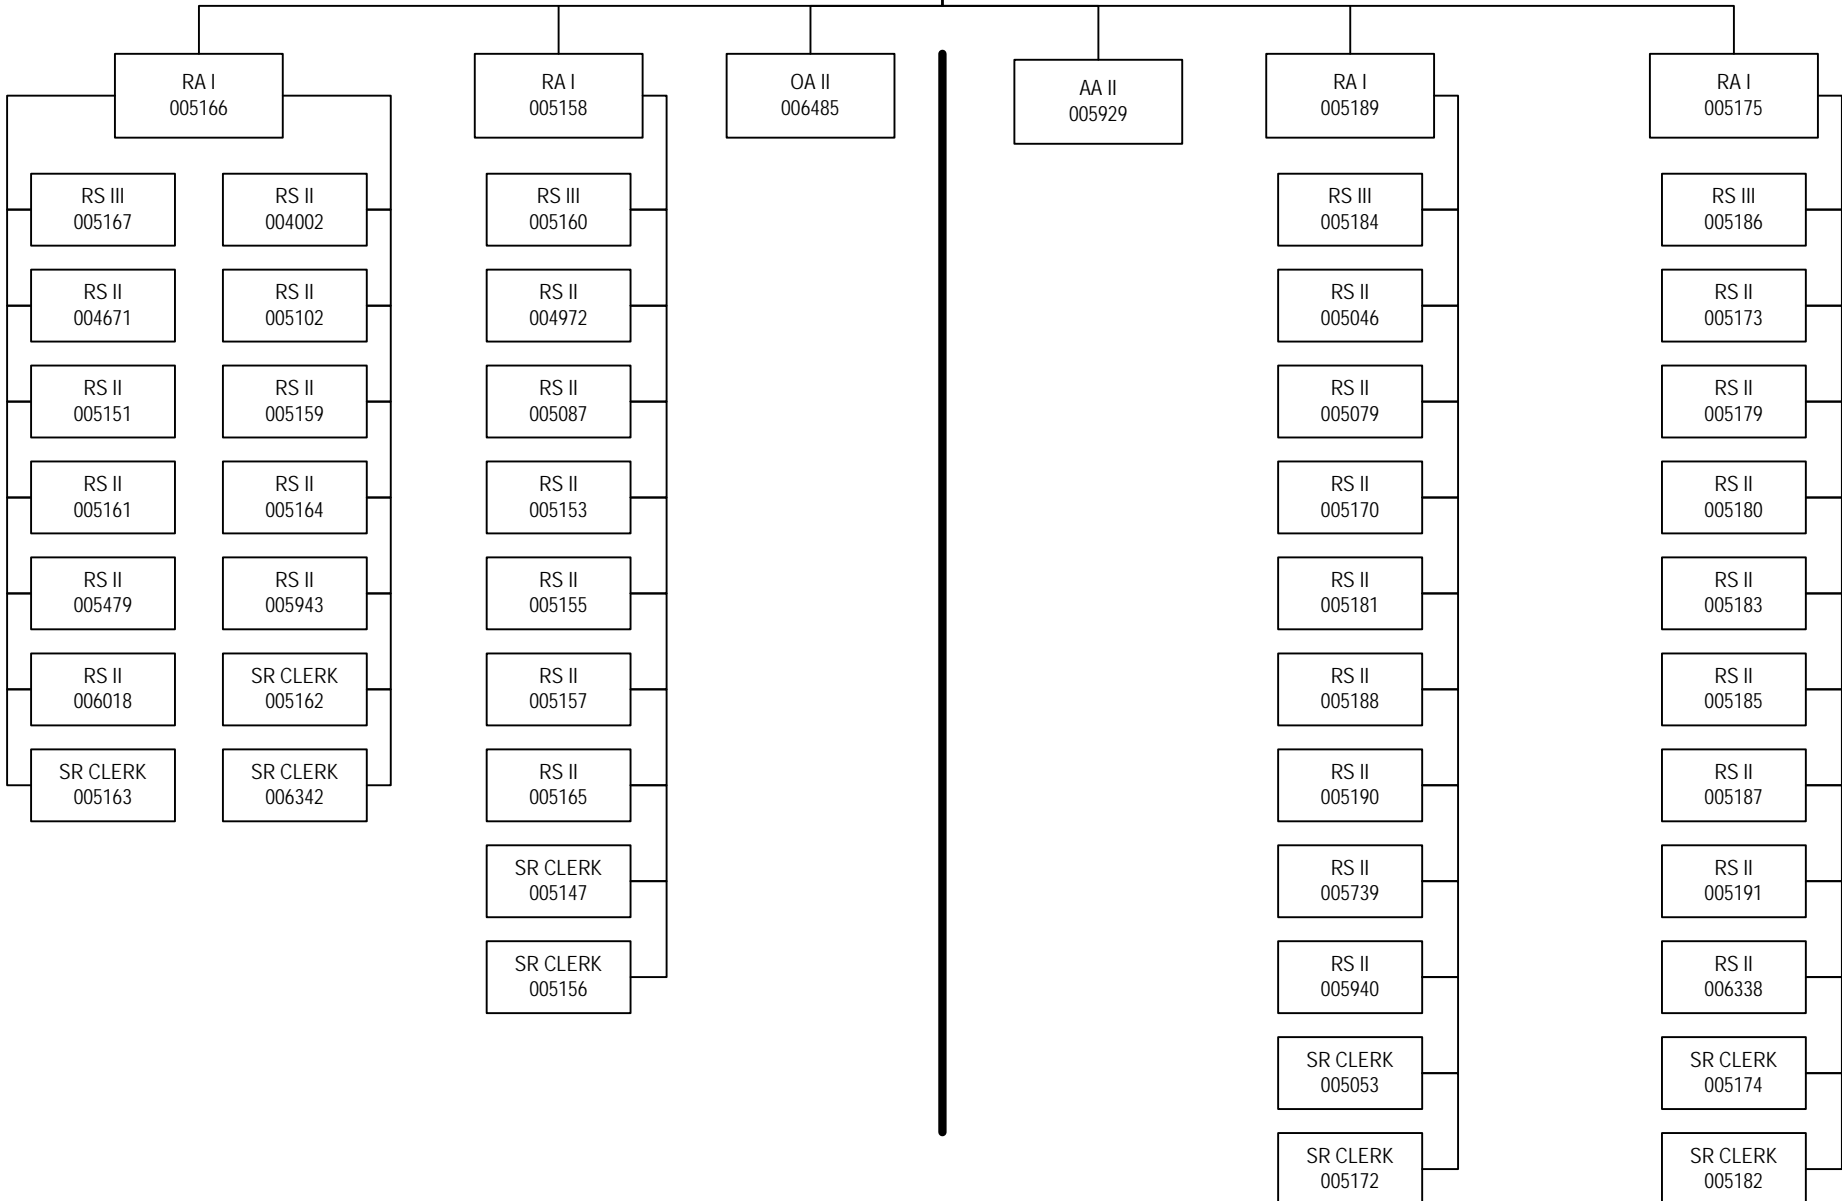 RA I
005166
RA I
005158
OA II
006485
AA II
005929
RA I
005189
RA I
005175
RS III
005167
RS II
004671
RS II
005151
RS II
005161
RS II
005479
RS II
006018
SR CLERK
005163
RS II
004002
RS II
005102
RS II
005159
RS II
005164
RS II
005943
SR CLERK
005162
SR CLERK
006342
RS III
005160
RS II
004972
RS II
005087
RS II
005153
RS II
005155
RS II
005157
RS II
005165
SR CLERK
005147
SR CLERK
005156
RS III
005184
RS II
005046
RS II
005079
RS II
005170
RS II
005181
RS II
005188
RS II
005190
RS II
005739
RS II
005940
SR CLERK
005053
SR CLERK
005172
RS III
005186
RS II
005173
RS II
005179
RS II
005180
RS II
005183
RS II
005185
RS II
005187
RS II
005191
RS II
006338
SR CLERK
005174
SR CLERK
005182